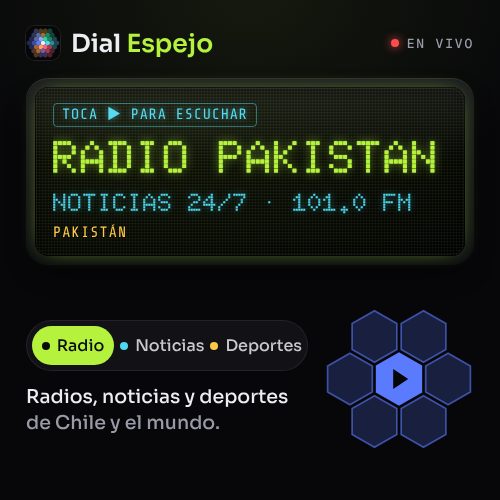 Dial Espejo
EN VIVO
TOCA ▶ PARA ESCUCHAR
RADIO PAKISTAN
NOTICIAS 24/7 · 101.0 FM
PAKISTÁN
Radio
Noticias
Deportes
Radios, noticias y deportes
de Chile y el mundo.